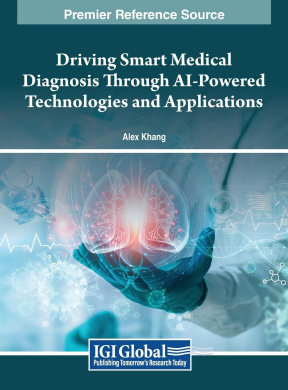 Premier Reference Source
Driving Smart Medical
Diagnosis Through AI-Powered
Technologies and Applications
Alex Khang
IGI Global
Publishing Tomorrow's Research Today